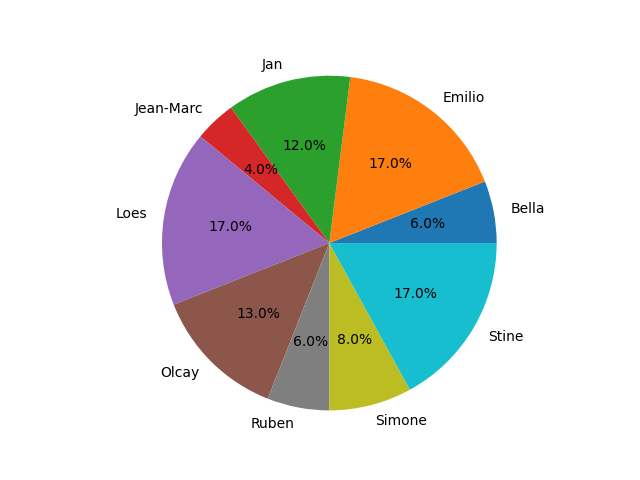 Jan
Emilio
Jean-Marc
12.0%
17.0%
4.0%
Loes
17.0%
Bella
6.0%
13.0%
17.0%
6.0%
8.0%
Stine
Olcay
Ruben
Simone